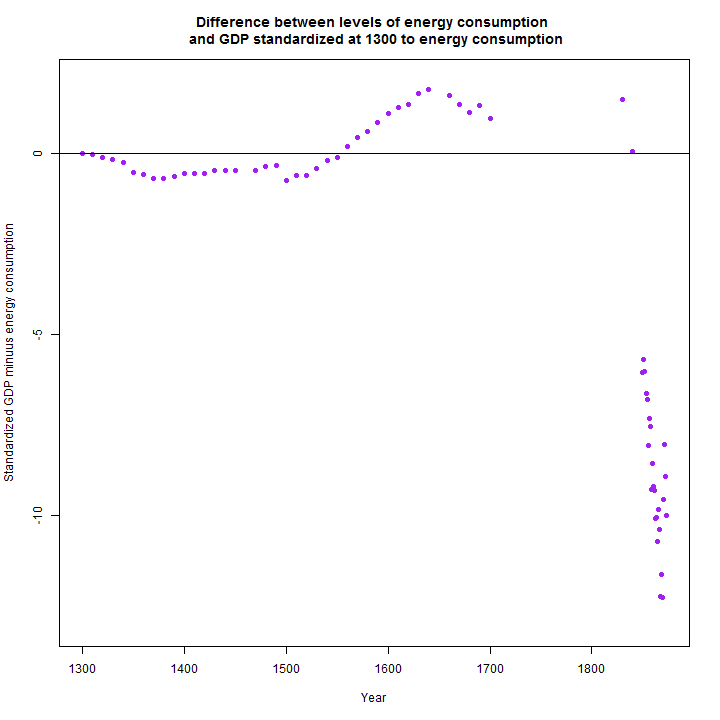 Difference between levels of energy consumption
and GDP standardized at 1300 to energy consumption
Standardized GDP minuus energy consumption
0
-5
-10
1300 1400 1500 1600 1700 1800
Year